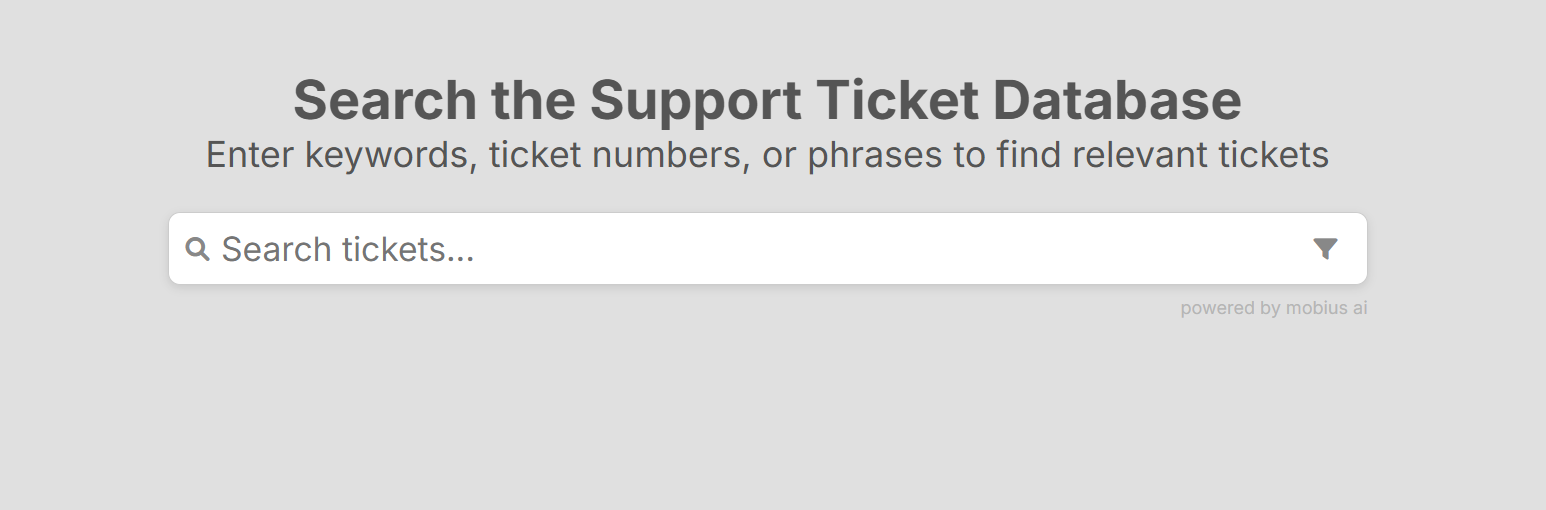 Search the Support Ticket Database
Enter keywords, ticket numbers, or phrases to find relevant tickets
Search tickets...
powered by mobius ai